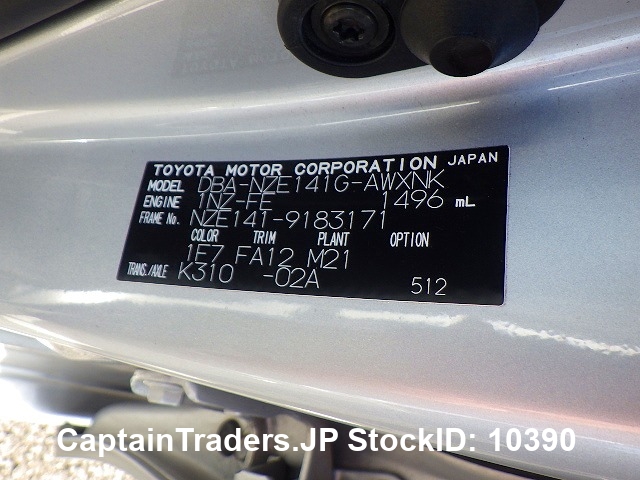 TOYOTA MOTOR CORPORATION JAPAN
MODEL DBA-NZE141G-AWXNK
ENGINE 1NZ-FE 1496 mL
FRAME No. NZE141-9183171
COLOR TRIM PLANT OPTION
1E7 FA12 M21
TRANS./AXLE K310 -02A
512
CaptainTraders.JP StockID: 10390